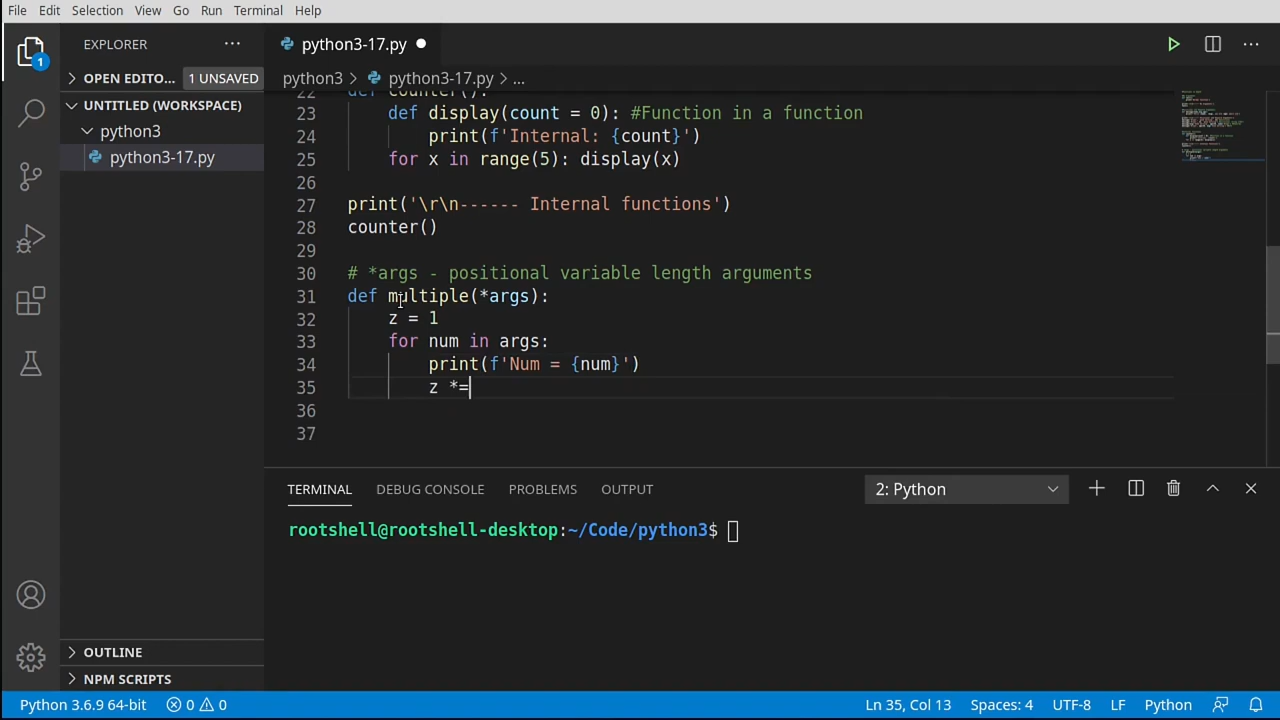 File Edit Selection View Go Run Terminal Help
EXPLORER ···
python3-17.py
1
OPEN EDITO... 1 UNSAVED
python3 > python3-17.py > ...
UNTITLED (WORKSPACE)
python3
python3-17.py
22 def counter():
23 def display(count = 0): #Function in a function
24 print(f'Internal: {count}')
25 for x in range(5): display(x)
26
27 print('\r\n------ Internal functions')
28 counter()
29
30 # *args - positional variable length arguments
31 def multiple(*args):
32 z = 1
33 for num in args:
34 print(f'Num = {num}')
35 z *=
36
37
TERMINAL DEBUG CONSOLE PROBLEMS OUTPUT 2: Python
rootshell@rootshell-desktop:~/Code/python3$
OUTLINE
NPM SCRIPTS
Python 3.6.9 64-bit 0 0 Ln 35, Col 13 Spaces: 4 UTF-8 LF Python